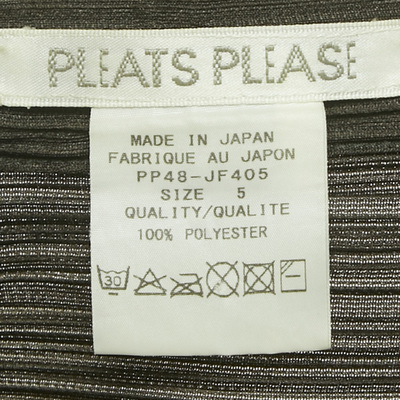 PLEATS PLEASE
MADE IN JAPAN
FABRIQUE AU JAPON
PP48-JF405
SIZE 5
QUALITY/QUALITE
100% POLYESTER
30